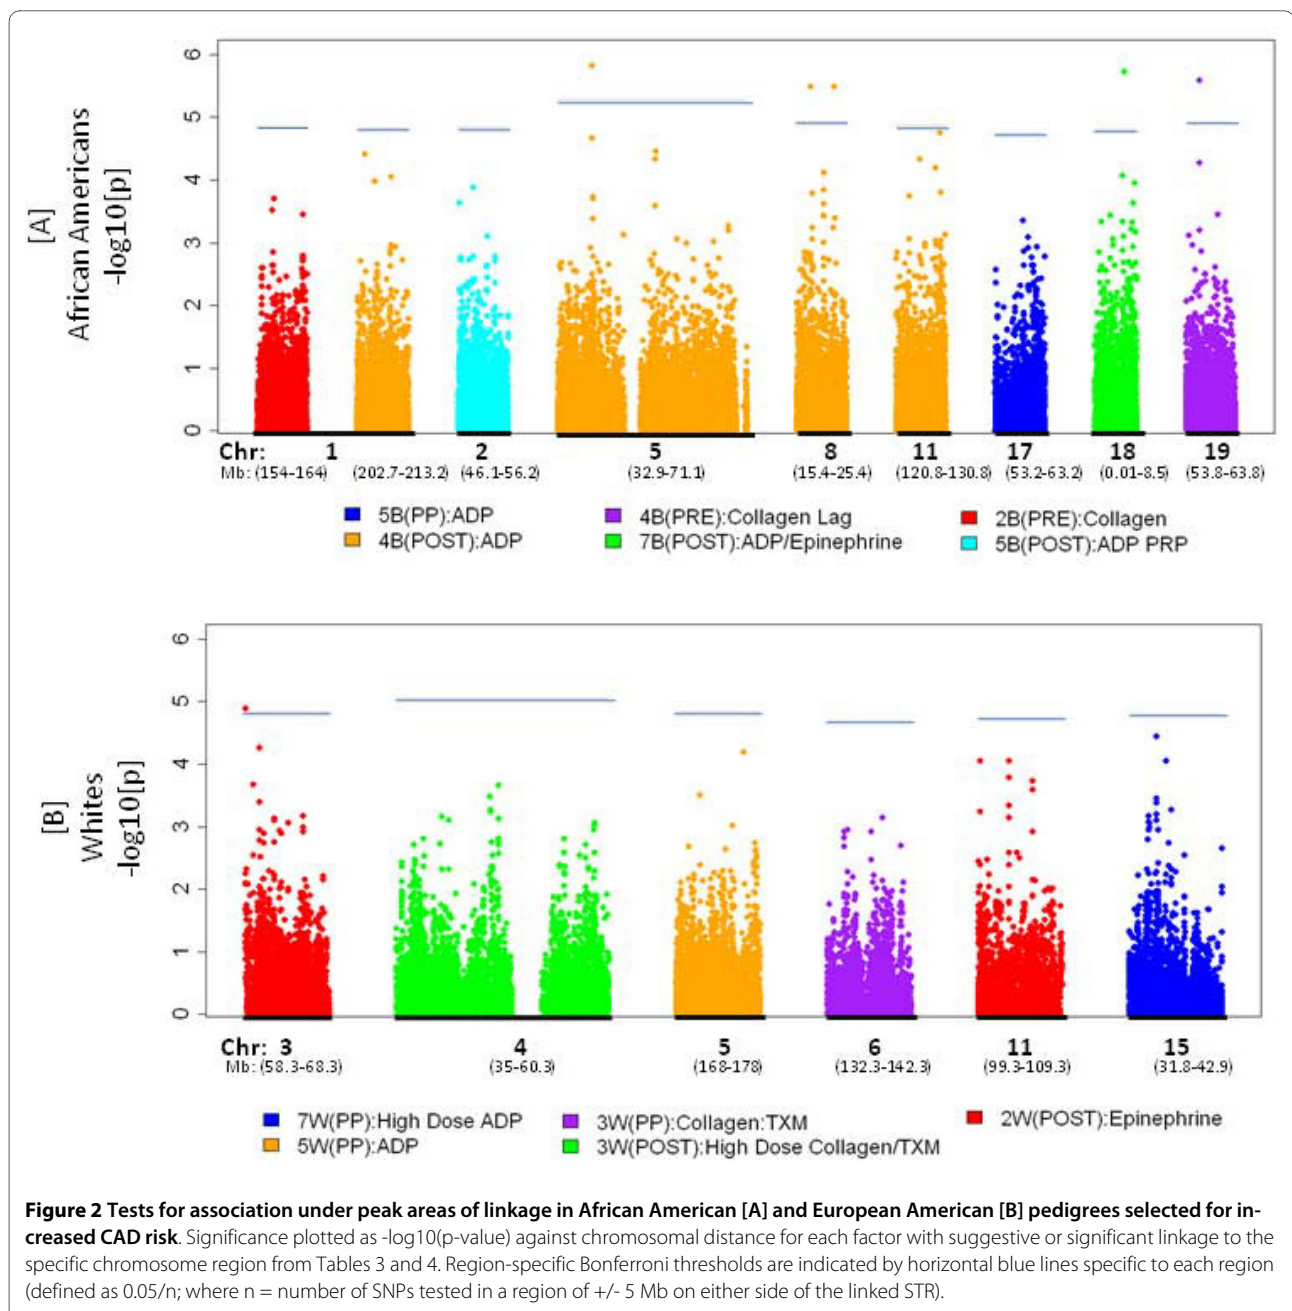 [A]
African Americans
-log10[p]
6
5
4
3
2
1
0
Chr: 1 2 5 8 11 17 18 19
Mb: (154-164) (202.7-213.2) (46.1-56.2) (32.9-71.1) (15.4-25.4) (120.8-130.8) (53.2-63.2) (0.01-8.5) (53.8-63.8)
5B(PP):ADP 4B(PRE):Collagen Lag 2B(PRE):Collagen
4B(POST):ADP 7B(POST):ADP/Epinephrine 5B(POST):ADP PRP
[B]
Whites
-log10[p]
6
5
4
3
2
1
0
Chr: 3 4 5 6 11 15
Mb: (58.3-68.3) (35-60.3) (168-178) (132.3-142.3) (99.3-109.3) (31.8-42.9)
7W(PP):High Dose ADP 3W(PP):Collagen:TXM 2W(POST):Epinephrine
5W(PP):ADP 3W(POST):High Dose Collagen/TXM
Figure 2 Tests for association under peak areas of linkage in African American [A] and European American [B] pedigrees selected for in-
creased CAD risk. Significance plotted as -log10(p-value) against chromosomal distance for each factor with suggestive or significant linkage to the
specific chromosome region from Tables 3 and 4. Region-specific Bonferroni thresholds are indicated by horizontal blue lines specific to each region
(defined as 0.05/n; where n = number of SNPs tested in a region of +/- 5 Mb on either side of the linked STR).